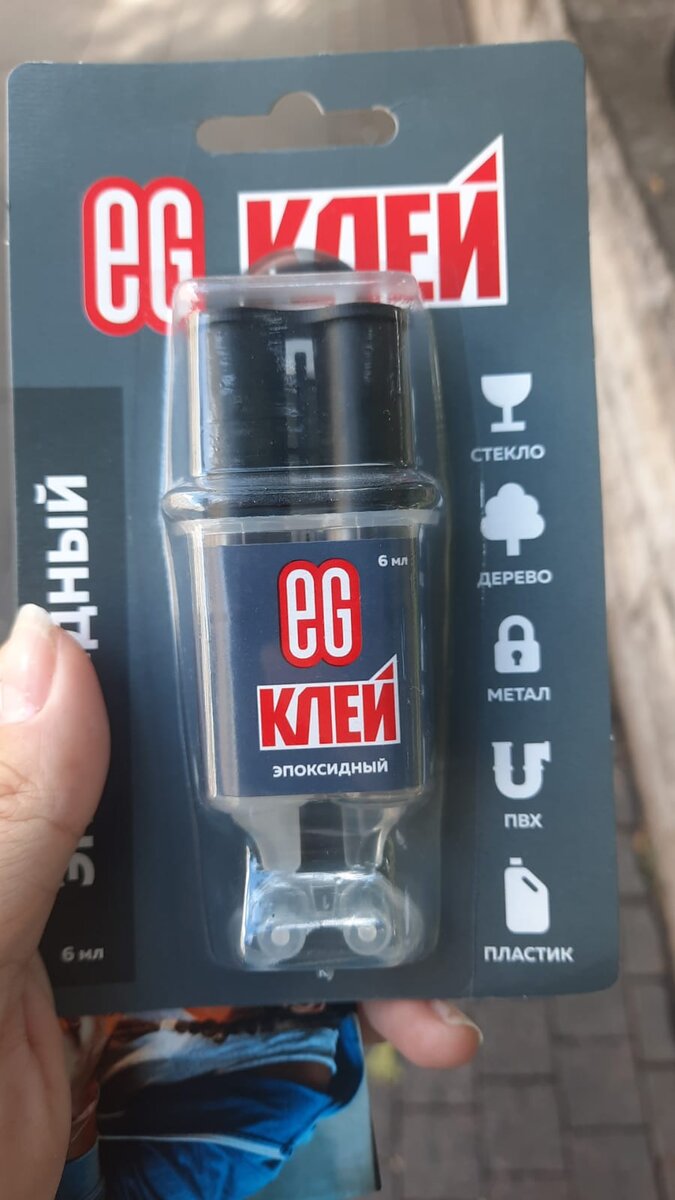 eG КЛЕЙ
СТЕКЛО
ДЕРЕВО
МЕТАЛ
ПВХ
ПЛАСТИК
6 мл
eG
КЛЕЙ
ЭПОКСИДНЫЙ
6 мл